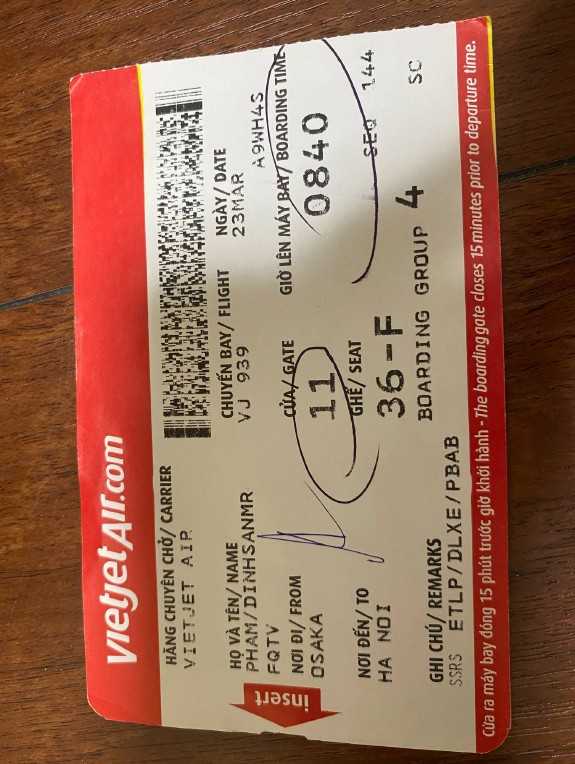 vietjetAir.com
HÃNG CHUYÊN CHỞ/ CARRIER
VIETJET AIR
HỌ VÀ TÊN/ NAME
PHAM/DINHSANMR
FQTV
CHUYẾN BAY/ FLIGHT
VJ 939
NGÀY/ DATE
23MAR
A9WH4S
NƠI ĐI/ FROM
OSAKA
CỬA/ GATE
11
GIỜ LÊN MÁY BAY/ BOARDING TIME
0840
NƠI ĐẾN/ TO
HA NOI
GHẾ/ SEAT
36-F
SEQ 144
BOARDING GROUP 4
SC
GHI CHÚ/ REMARKS
SSRS ETLP/DLXE/PBAB
insert
Cửa ra máy bay đóng 15 phút trước giờ khởi hành - The boarding gate closes 15 minutes prior to departure time.